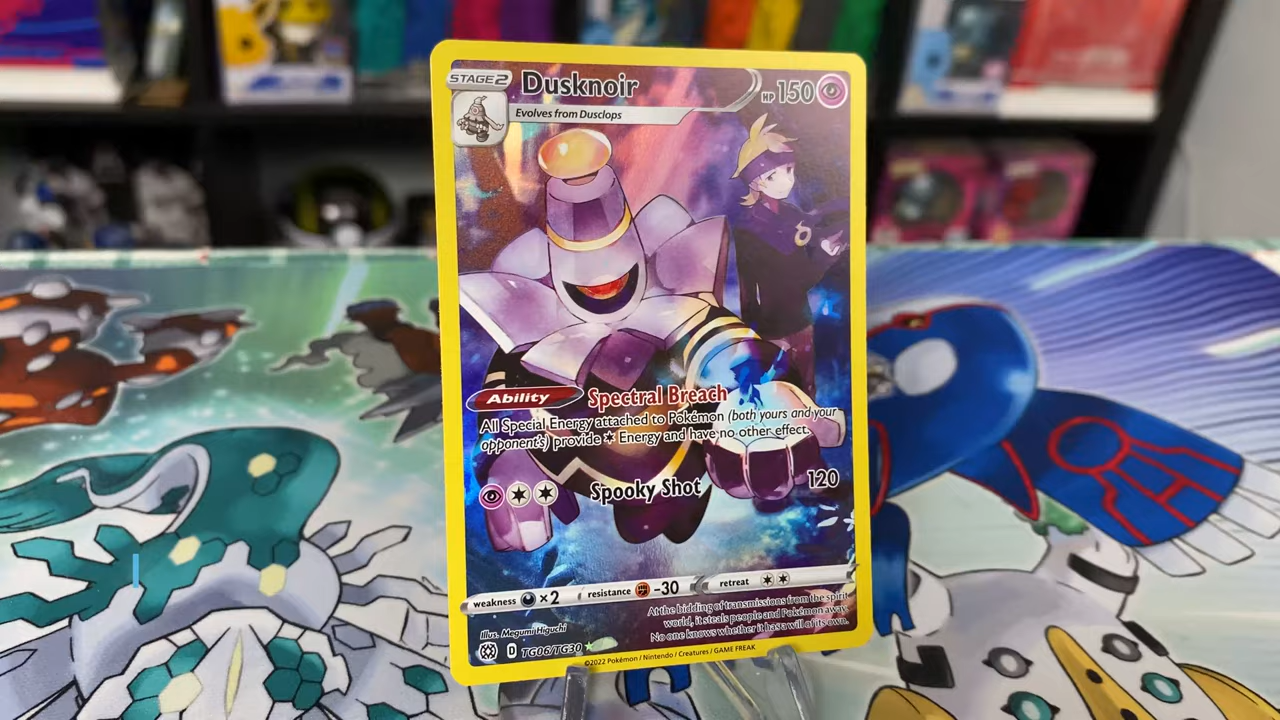 STAGE2
Dusknoir
HP 150
Evolves from Dusclops
Ability
Spectral Breach
All Special Energy attached to Pokémon (both yours and your
opponent's) provide Energy and have no other effect.
Spooky Shot
120
weakness ×2 resistance -30 retreat
At the bidding of transmissions from the spirit
world, it steals people and Pokémon away.
No one knows whether it has a will of its own.
Illus. Megumi Higuchi
D TG06/TG30
©2022 Pokémon / Nintendo / Creatures / GAME FREAK